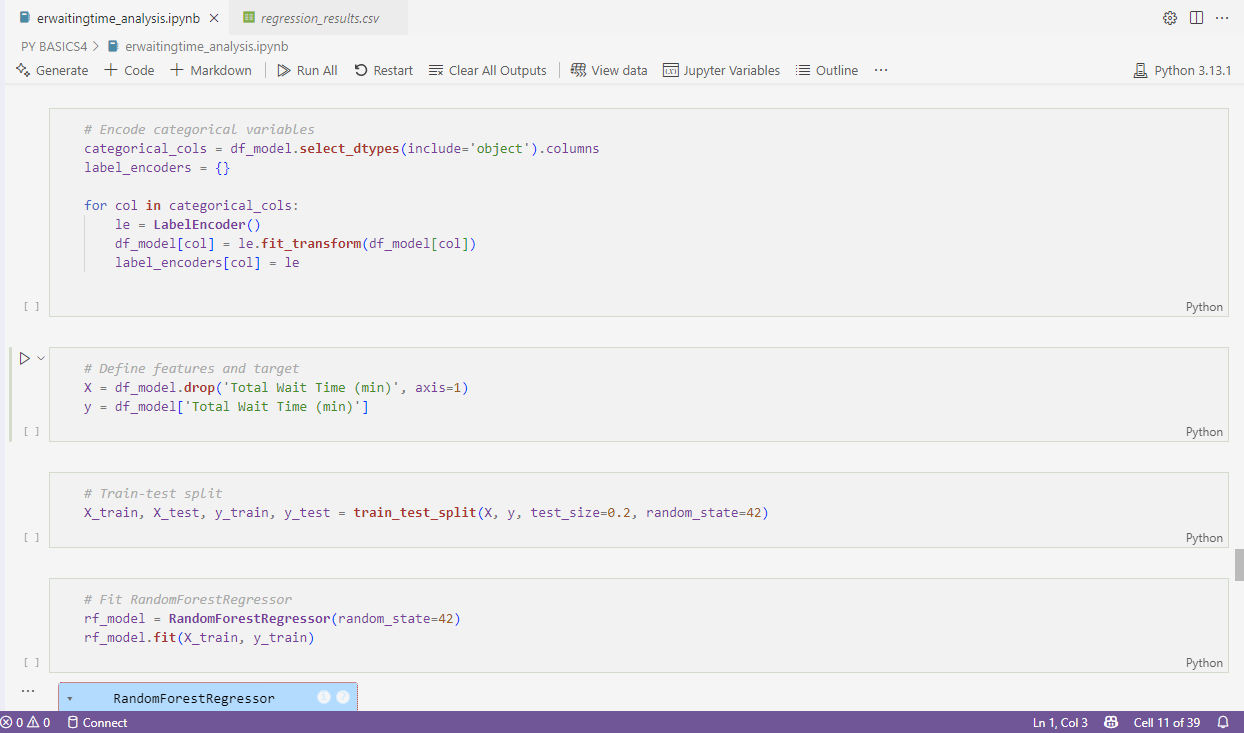 erwaitingtime_analysis.ipynb
regression_results.csv
PY BASICS4 > erwaitingtime_analysis.ipynb
Generate + Code + Markdown Run All Restart Clear All Outputs View data Jupyter Variables Outline ... Python 3.13.1
# Encode categorical variables
categorical_cols = df_model.select_dtypes(include='object').columns
label_encoders = {}
for col in categorical_cols:
    le = LabelEncoder()
    df_model[col] = le.fit_transform(df_model[col])
    label_encoders[col] = le
[ ]
Python
# Define features and target
X = df_model.drop('Total Wait Time (min)', axis=1)
y = df_model['Total Wait Time (min)']
[ ]
Python
# Train-test split
X_train, X_test, y_train, y_test = train_test_split(X, y, test_size=0.2, random_state=42)
[ ]
Python
# Fit RandomForestRegressor
rf_model = RandomForestRegressor(random_state=42)
rf_model.fit(X_train, y_train)
[ ]
Python
...
RandomForestRegressor
0 0 Connect Ln 1, Col 3 Cell 11 of 39